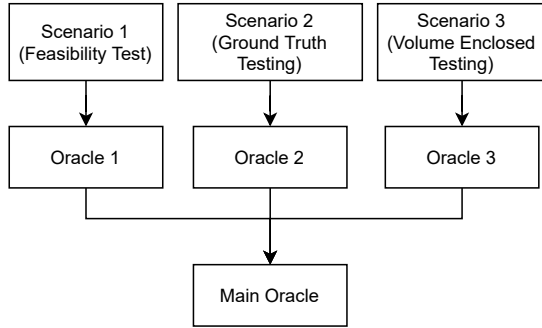 Scenario 1
(Feasibility Test)
Scenario 2
(Ground Truth
Testing)
Scenario 3
(Volume Enclosed
Testing)
Oracle 1
Oracle 2
Oracle 3
Main Oracle